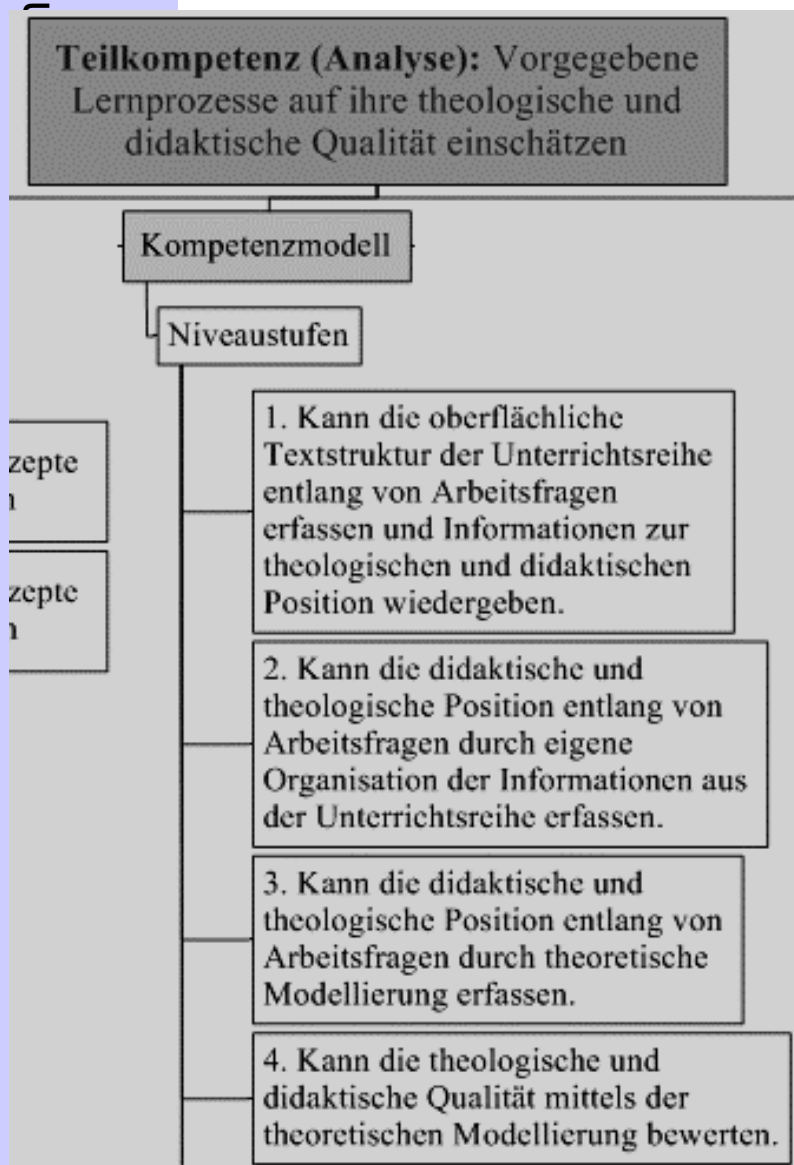 Teilkompetenz (Analyse): Vorgegebene
Lernprozesse auf ihre theologische und
didaktische Qualität einschätzen
Kompetenzmodell
Niveaustufen
zepte
zepte
1. Kann die oberflächliche
Textstruktur der Unterrichtsreihe
entlang von Arbeitsfragen
erfassen und Informationen zur
theologischen und didaktischen
Position wiedergeben.
2. Kann die didaktische und
theologische Position entlang von
Arbeitsfragen durch eigene
Organisation der Informationen aus
der Unterrichtsreihe erfassen.
3. Kann die didaktische und
theologische Position entlang von
Arbeitsfragen durch theoretische
Modellierung erfassen.
4. Kann die theologische und
didaktische Qualität mittels der
theoretischen Modellierung bewerten.